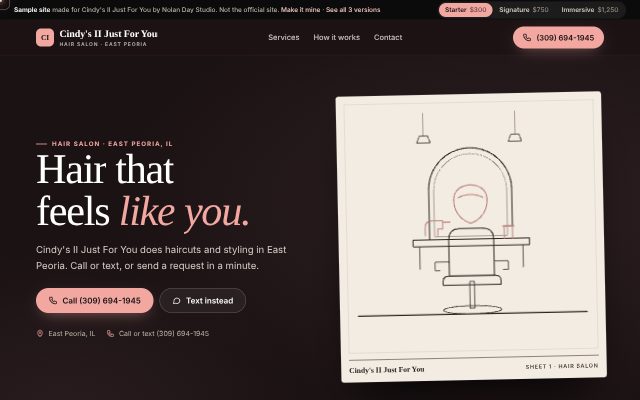 Sample site made for Cindy's II Just For You by Nolan Day Studio. Not the official site. Make it mine · See all 3 versions
Starter $300 Signature $750 Immersive $1,250
CI
Cindy's II Just For You
HAIR SALON · EAST PEORIA
Services How it works Contact
(309) 694-1945
HAIR SALON · EAST PEORIA, IL
Hair that
feels like you.
Cindy's II Just For You does haircuts and styling in East
Peoria. Call or text, or send a request in a minute.
Call (309) 694-1945 Text instead
East Peoria, IL Call or text (309) 694-1945
Cindy's II Just For You SHEET 1 · HAIR SALON